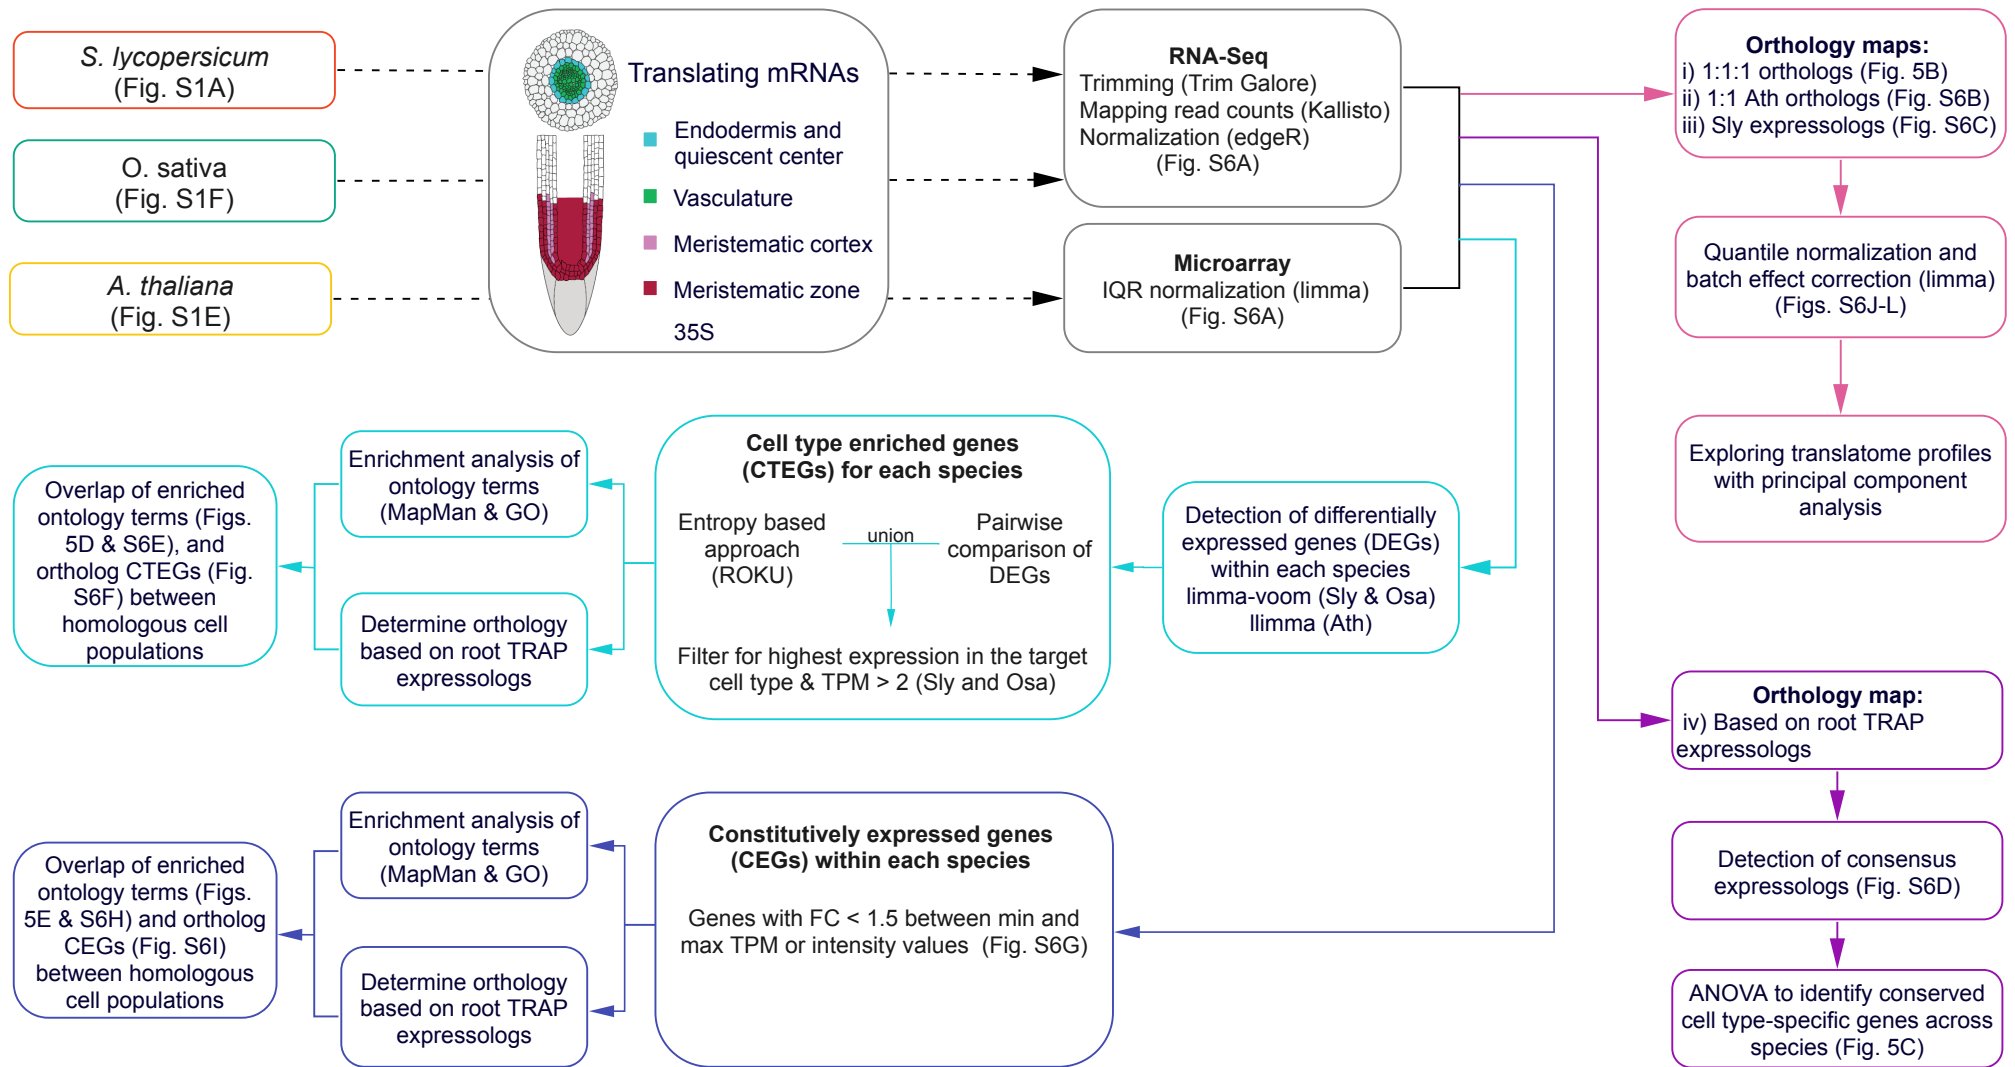 S. lycopersicum
(Fig. S1A)
O. sativa
(Fig. S1F)
A. thaliana
(Fig. S1E)
Translating mRNAs
Endodermis and
quiescent center
Vasculature
Meristematic cortex
Meristematic zone
35S
RNA-Seq
Trimming (Trim Galore)
Mapping read counts (Kallisto)
Normalization (edgeR)
(Fig. S6A)
Microarray
IQR normalization (limma)
(Fig. S6A)
Orthology maps:
i) 1:1:1 orthologs (Fig. 5B)
ii) 1:1 Ath orthologs (Fig. S6B)
iii) Sly expressologs (Fig. S6C)
Quantile normalization and
batch effect correction (limma)
(Figs. S6J-L)
Exploring translatome profiles
with principal component
analysis
Overlap of enriched
ontology terms (Figs.
5D & S6E), and
ortholog CTEGs (Fig.
S6F) between
homologous cell
populations
Enrichment analysis of
ontology terms
(MapMan & GO)
Determine orthology
based on root TRAP
expressologs
Cell type enriched genes
(CTEGs) for each species
Entropy based
approach
(ROKU)
union
Pairwise
comparison of
DEGs
Filter for highest expression in the target
cell type & TPM > 2 (Sly and Osa)
Detection of differentially
expressed genes (DEGs)
within each species
limma-voom (Sly & Osa)
llimma (Ath)
Orthology map:
iv) Based on root TRAP
expressologs
Detection of consensus
expressologs (Fig. S6D)
ANOVA to identify conserved
cell type-specific genes across
species (Fig. 5C)
Overlap of enriched
ontology terms (Figs.
5E & S6H) and ortholog
CEGs (Fig. S6I)
between homologous
cell populations
Enrichment analysis of
ontology terms
(MapMan & GO)
Determine orthology
based on root TRAP
expressologs
Constitutively expressed genes
(CEGs) within each species
Genes with FC < 1.5 between min and
max TPM or intensity values (Fig. S6G)